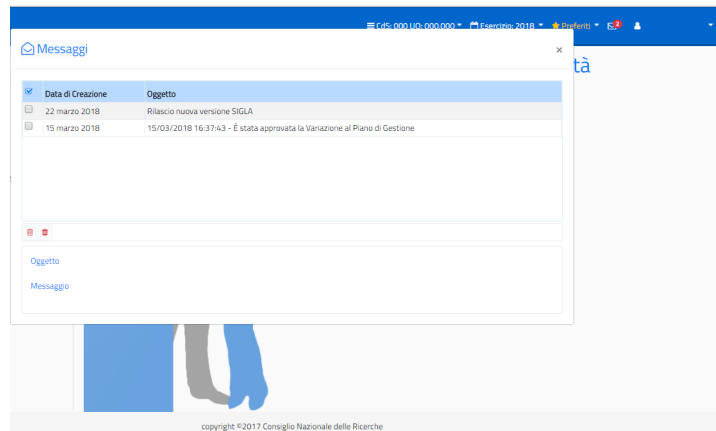 CdS: 000 UO: 000.000 Esercizio: 2018 Preferiti 2
Messaggi ×
tà
Data di Creazione Oggetto
22 marzo 2018 Rilascio nuova versione SIGLA
15 marzo 2018 15/03/2018 16:37:43 - È stata approvata la Variazione al Piano di Gestione
Oggetto
Messaggio
copyright ©2017 Consiglio Nazionale delle Ricerche